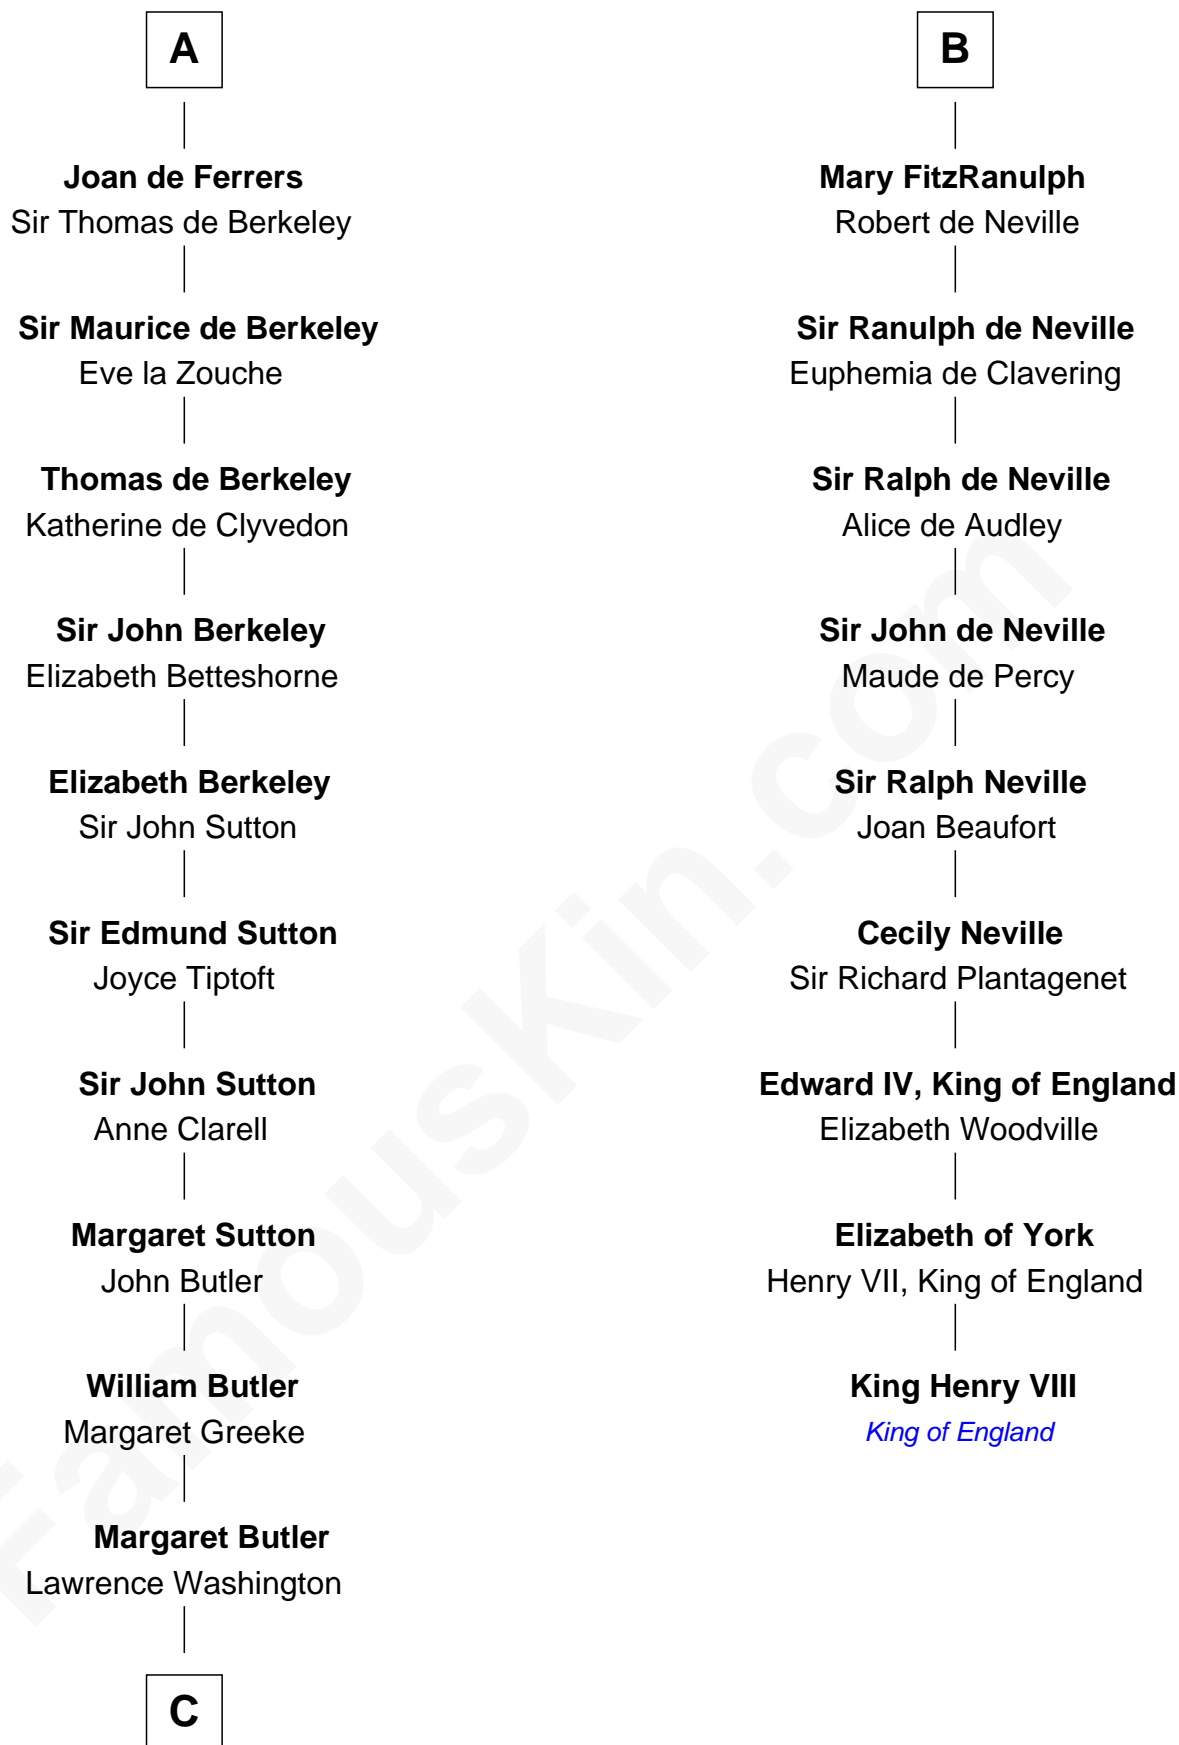 A
Joan de Ferrers
Sir Thomas de Berkeley
Sir Maurice de Berkeley
Eve la Zouche
Thomas de Berkeley
Katherine de Clyvedon
Sir John Berkeley
Elizabeth Betteshorne
Elizabeth Berkeley
Sir John Sutton
Sir Edmund Sutton
Joyce Tiptoft
Sir John Sutton
Anne Clarell
Margaret Sutton
John Butler
William Butler
Margaret Greeke
Margaret Butler
Lawrence Washington
C
B
Mary FitzRanulph
Robert de Neville
Sir Ranulph de Neville
Euphemia de Clavering
Sir Ralph de Neville
Alice de Audley
Sir John de Neville
Maude de Percy
Sir Ralph Neville
Joan Beaufort
Cecily Neville
Sir Richard Plantagenet
Edward IV, King of England
Elizabeth Woodville
Elizabeth of York
Henry VII, King of England
King Henry VIII
King of England
FamousKin.com